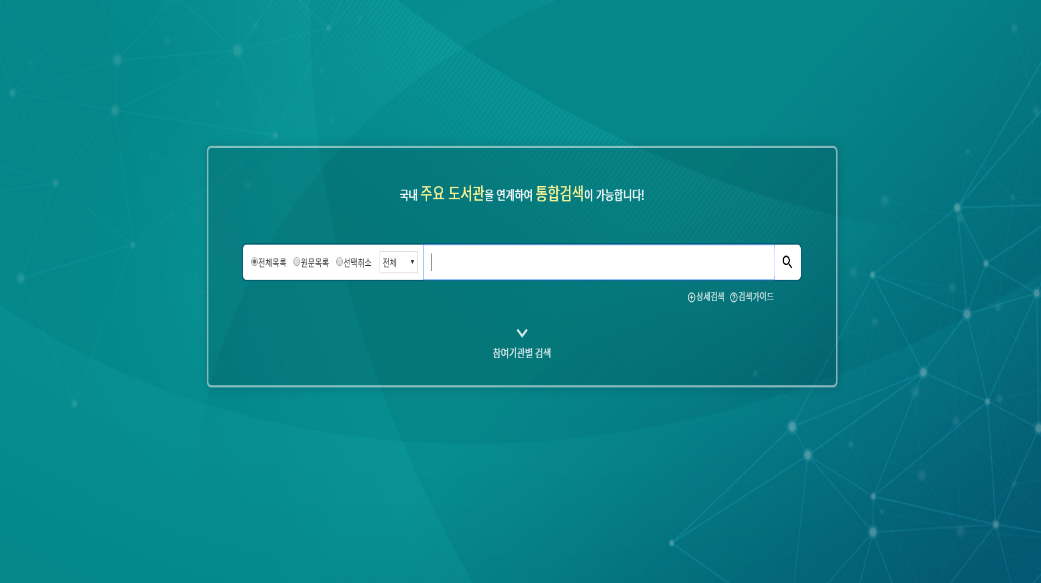 국내 주요 도서관을 연계하여 통합검색이 가능합니다!
전체목록 원문목록 선택취소 전체
상세검색 검색가이드
참여기관별 검색